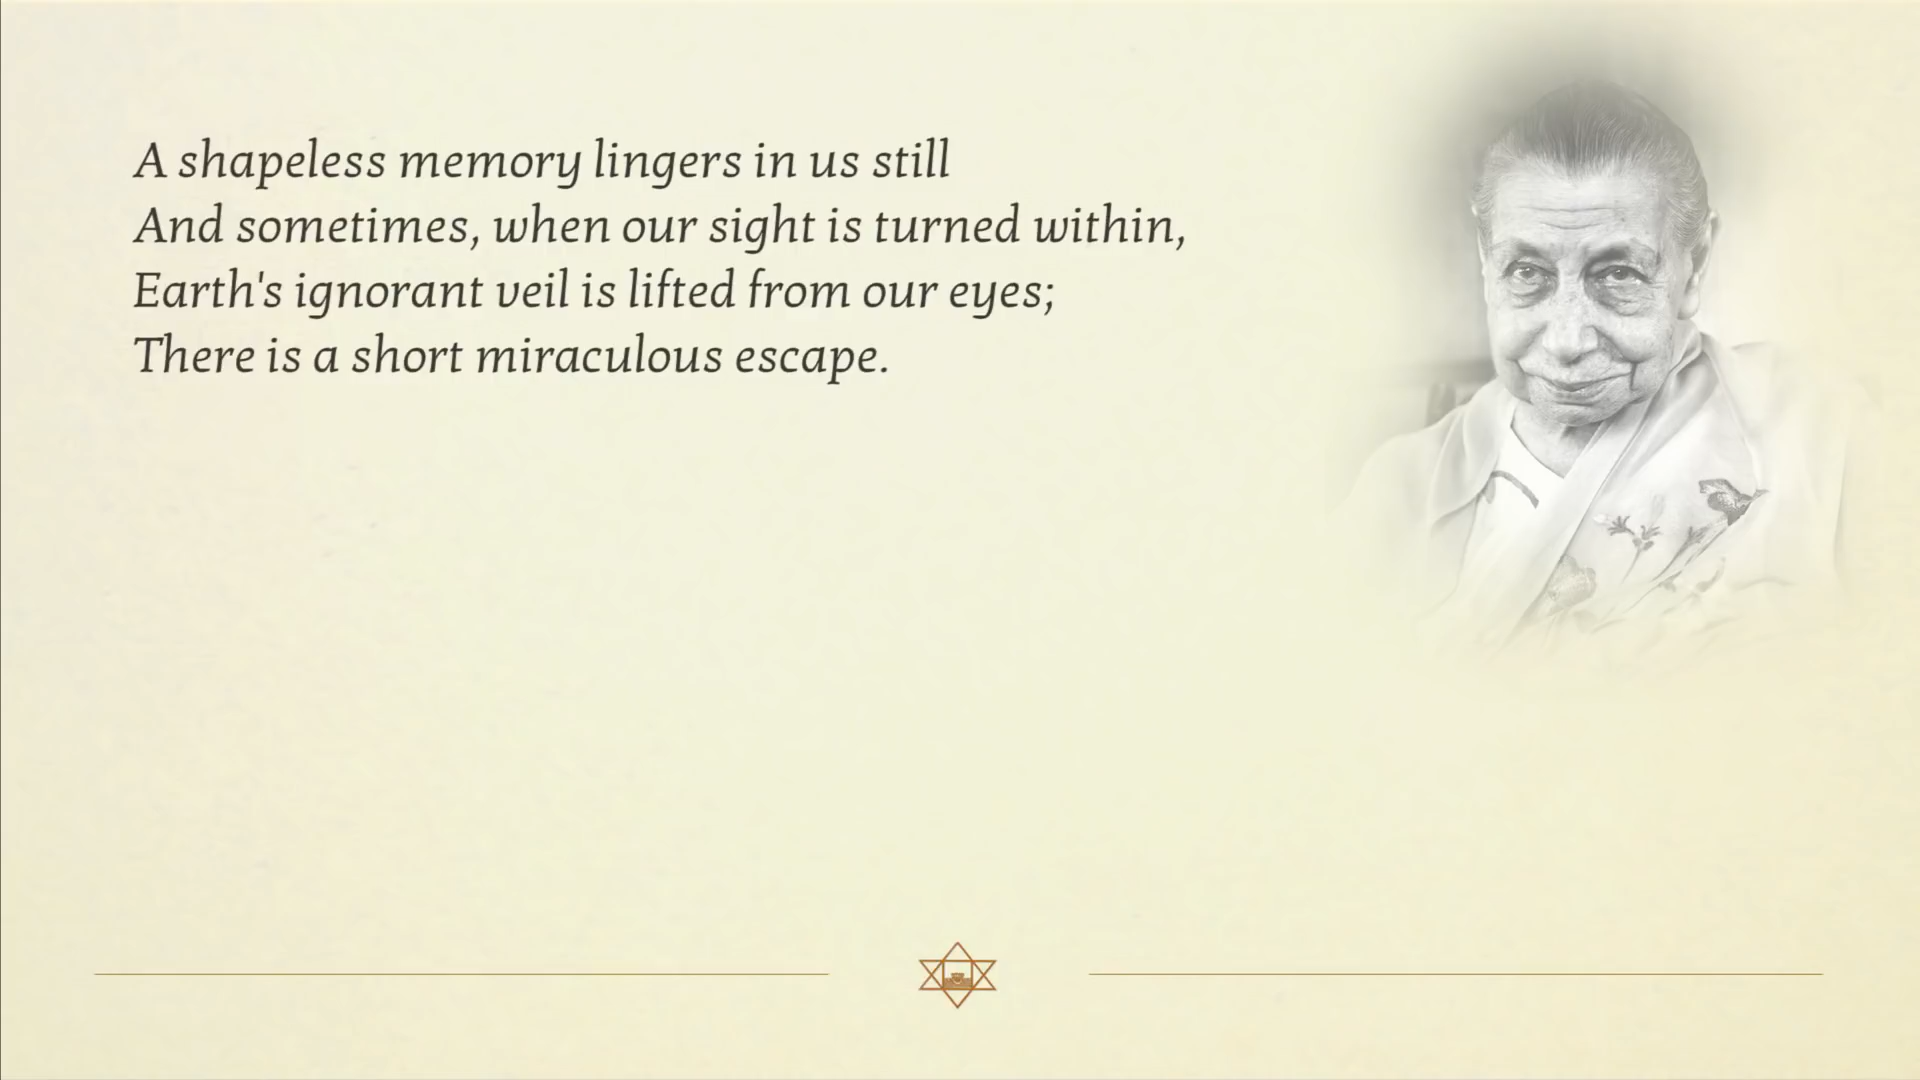 A shapeless memory lingers in us still
And sometimes, when our sight is turned within,
Earth's ignorant veil is lifted from our eyes;
There is a short miraculous escape.